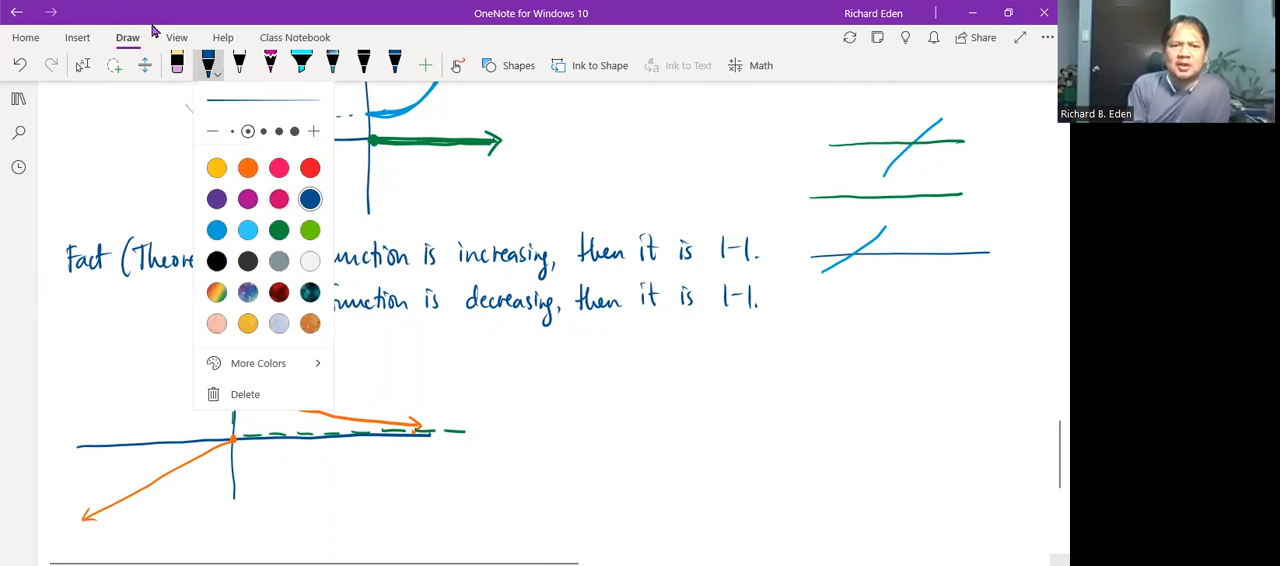 OneNote for Windows 10
Richard Eden
Home Insert Draw View Help Class Notebook
Share
Shapes Ink to Shape Ink to Text Math
Richard B. Eden
Fact (Theore nction is increasing, then it is 1-1.
function is decreasing, then it is 1-1.
More Colors
Delete